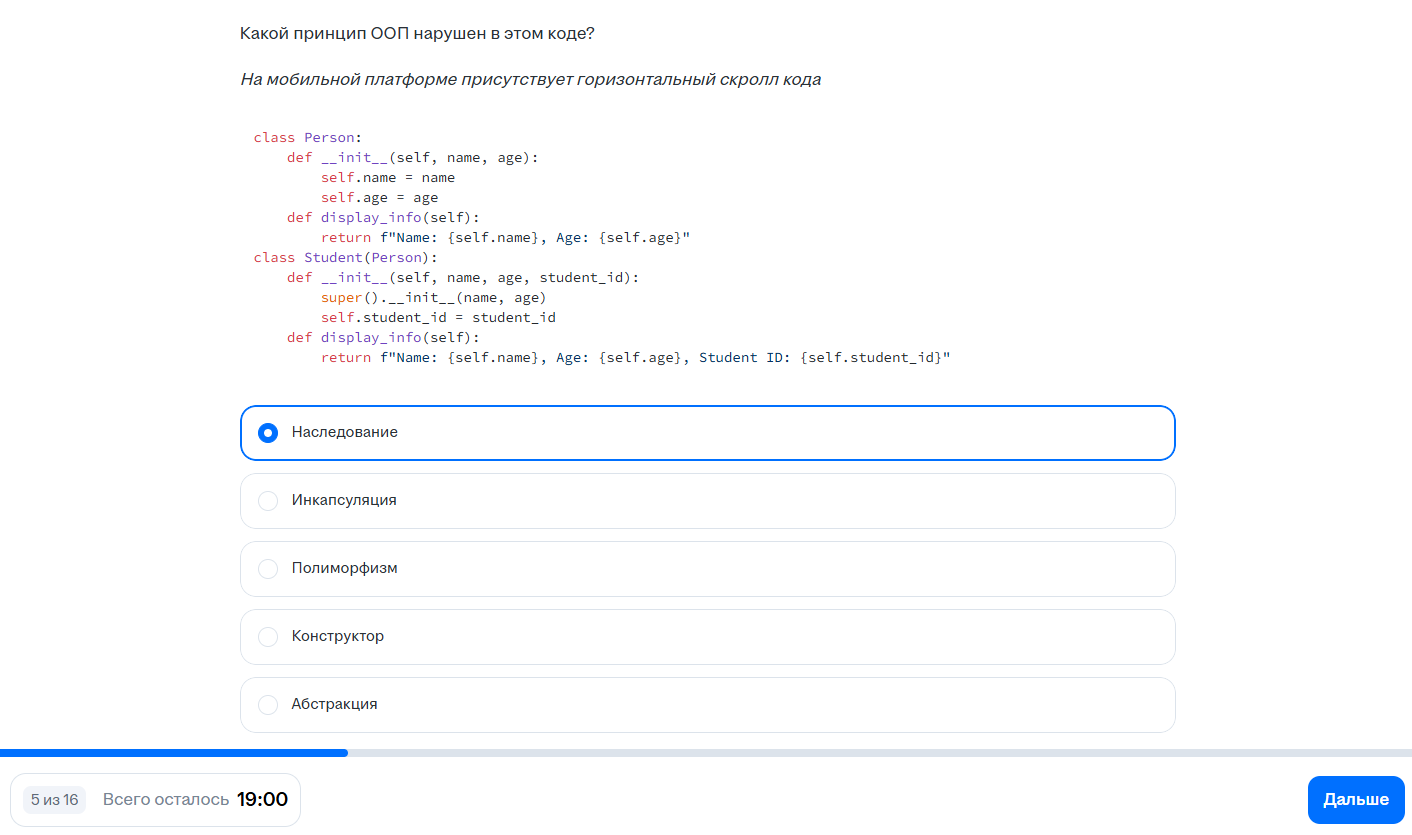 Какой принцип ООП нарушен в этом коде?
На мобильной платформе присутствует горизонтальный скролл кода
class Person:
    def __init__(self, name, age):
        self.name = name
        self.age = age
    def display_info(self):
        return f"Name: {self.name}, Age: {self.age}"
class Student(Person):
    def __init__(self, name, age, student_id):
        super().__init__(name, age)
        self.student_id = student_id
    def display_info(self):
        return f"Name: {self.name}, Age: {self.age}, Student ID: {self.student_id}"
Наследование
Инкапсуляция
Полиморфизм
Конструктор
Абстракция
5 из 16 Всего осталось 19:00
Дальше